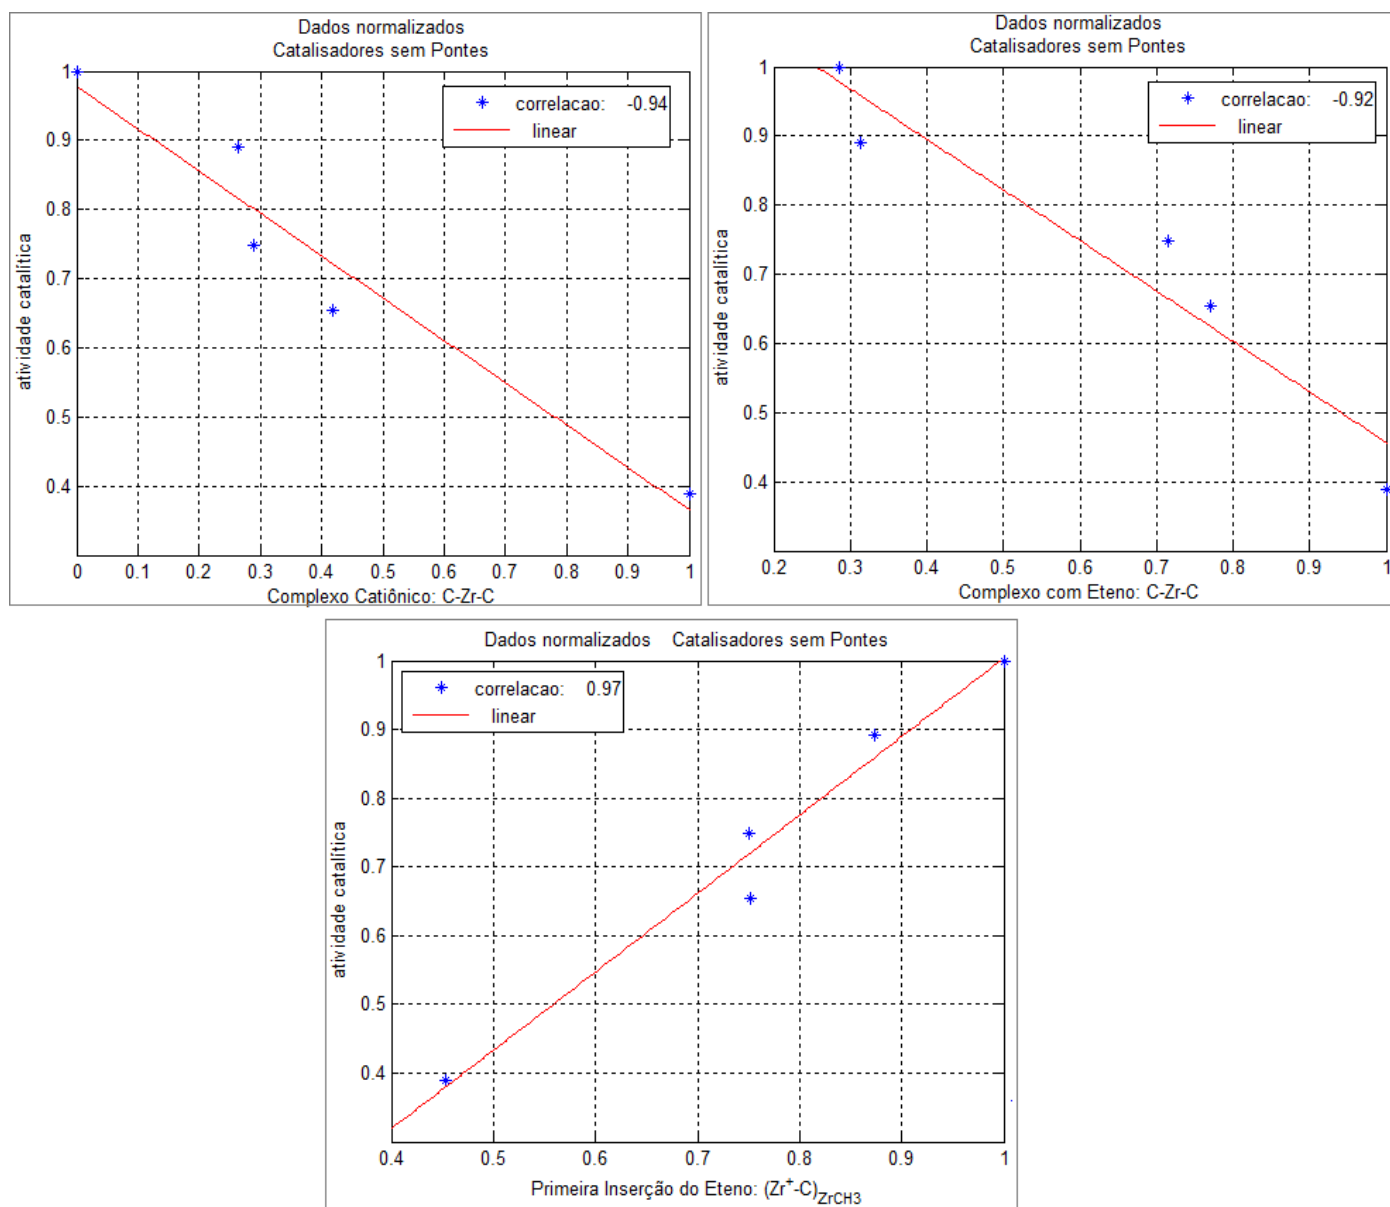 Dados normalizados
Catalisadores sem Pontes
correlacao: -0.94
linear
1
0.9
0.8
0.7
0.6
0.5
0.4
atividade catalítica
0 0.1 0.2 0.3 0.4 0.5 0.6 0.7 0.8 0.9 1
Complexo Catiônico: C-Zr-C
Dados normalizados
Catalisadores sem Pontes
correlacao: -0.92
linear
1
0.9
0.8
0.7
0.6
0.5
0.4
atividade catalítica
0.2 0.3 0.4 0.5 0.6 0.7 0.8 0.9 1
Complexo com Eteno: C-Zr-C
Dados normalizados Catalisadores sem Pontes
correlacao: 0.97
linear
1
0.9
0.8
0.7
0.6
0.5
0.4
atividade catalítica
0.4 0.5 0.6 0.7 0.8 0.9 1
Primeira Inserção do Eteno: (Zr⁺-C)ZrCH3